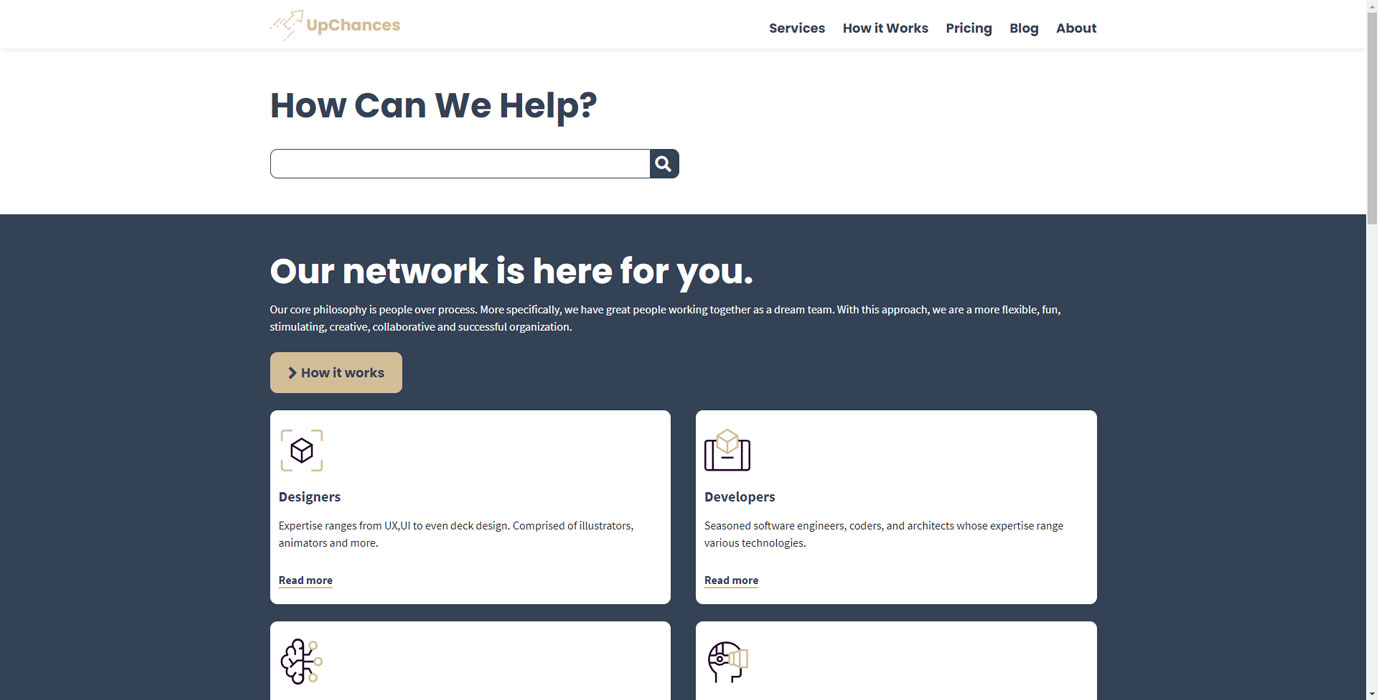 UpChances
Services How it Works Pricing Blog About
How Can We Help?
Our network is here for you.
Our core philosophy is people over process. More specifically, we have great people working together as a dream team. With this approach, we are a more flexible, fun,
stimulating, creative, collaborative and successful organization.
How it works
Designers
Expertise ranges from UX,UI to even deck design. Comprised of illustrators,
animators and more.
Read more
Developers
Seasoned software engineers, coders, and architects whose expertise range
various technologies.
Read more